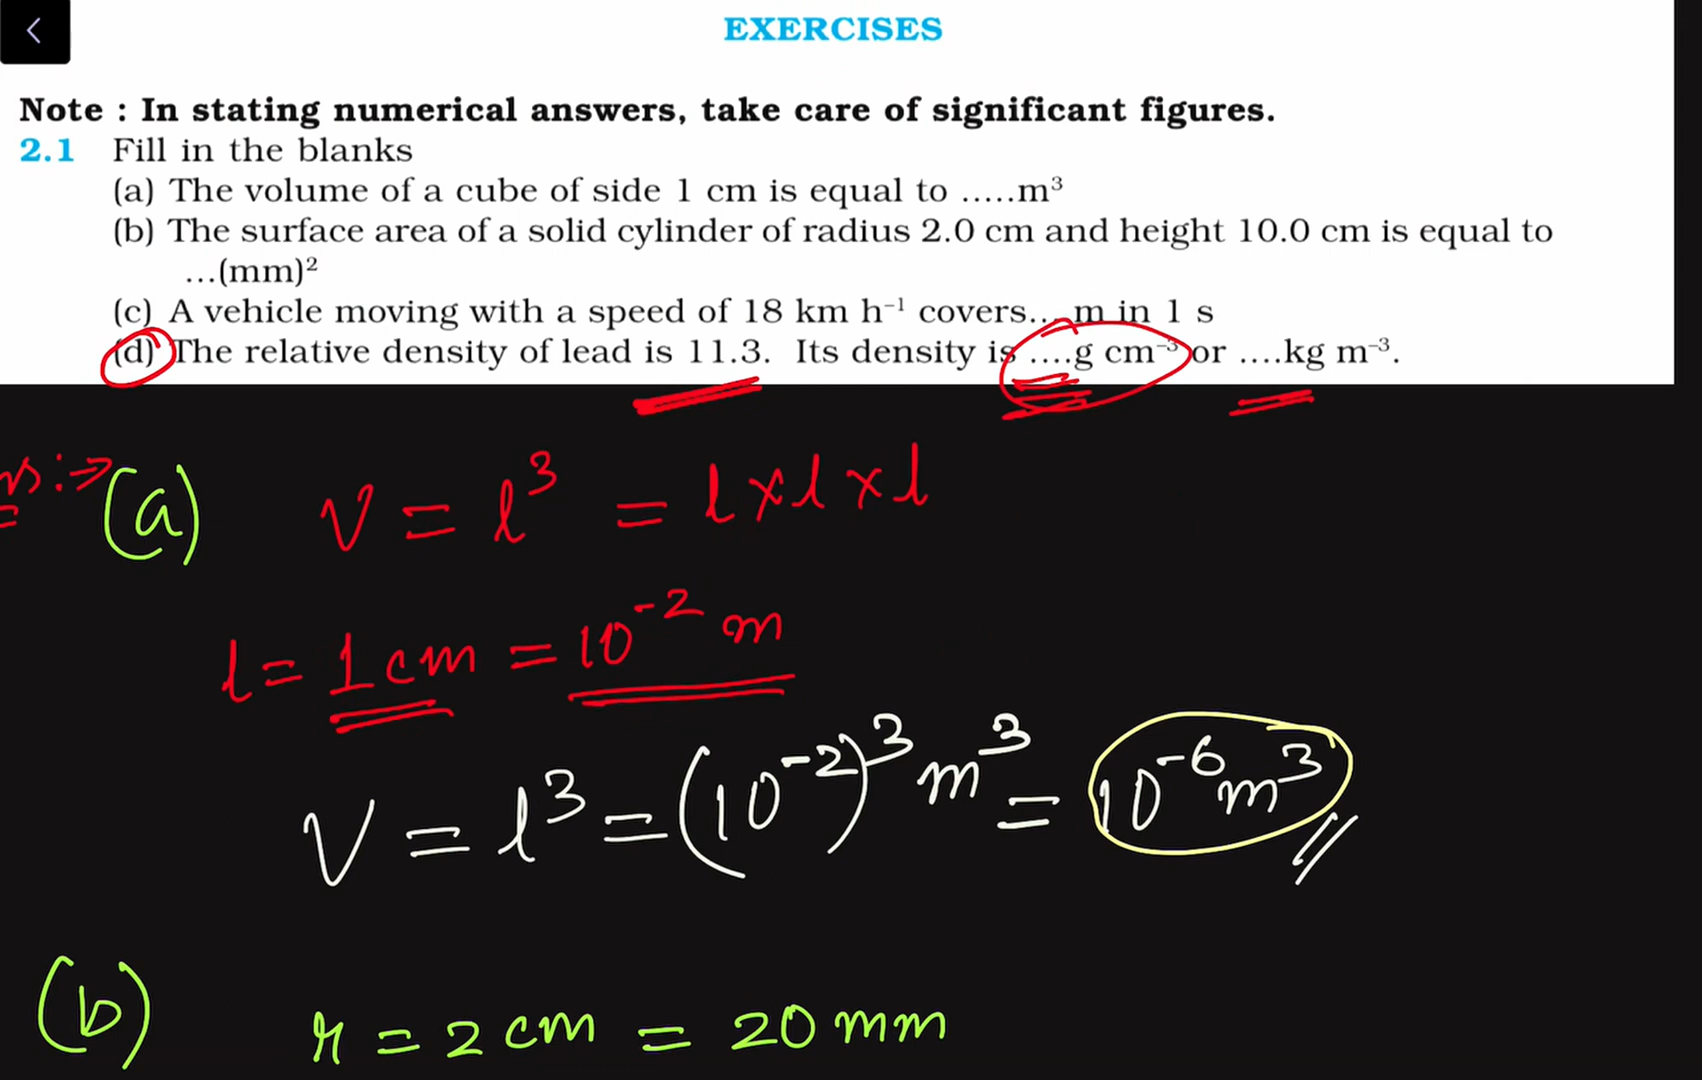 EXERCISES
Note : In stating numerical answers, take care of significant figures.
2.1 Fill in the blanks
(a) The volume of a cube of side 1 cm is equal to .....m³
(b) The surface area of a solid cylinder of radius 2.0 cm and height 10.0 cm is equal to
...(mm)²
(c) A vehicle moving with a speed of 18 km h⁻¹ covers....m in 1 s
(d) The relative density of lead is 11.3. Its density is ....g cm⁻³ or ....kg m⁻³.
(a) V = l³ = l×l×l
l = 1 cm = 10⁻² m
V = l³ = (10⁻²)³ m³ = 10⁻⁶ m³
(b) r = 2 cm = 20 mm